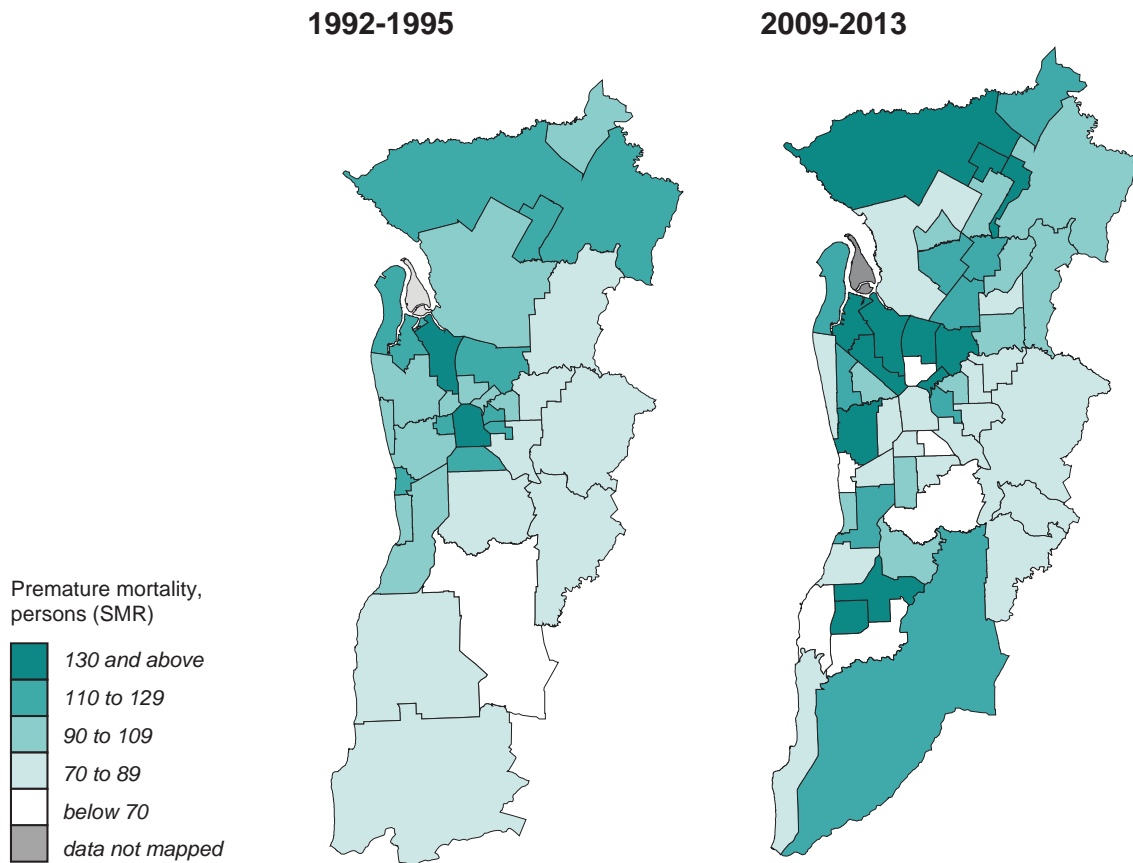 1992-1995
2009-2013
Premature mortality,
persons (SMR)
130 and above
110 to 129
90 to 109
70 to 89
below 70
data not mapped